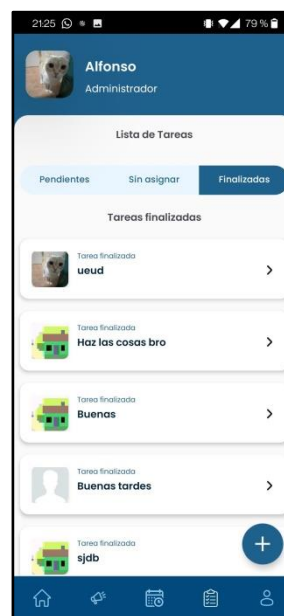 21:25
79 %
Alfonso
Administrador
Lista de Tareas
Pendientes Sin asignar Finalizadas
Tareas finalizadas
Tarea finalizada
ueud
Tarea finalizada
Haz las cosas bro
Tarea finalizada
Buenas
Tarea finalizada
Buenas tardes
Tarea finalizada
sjdb